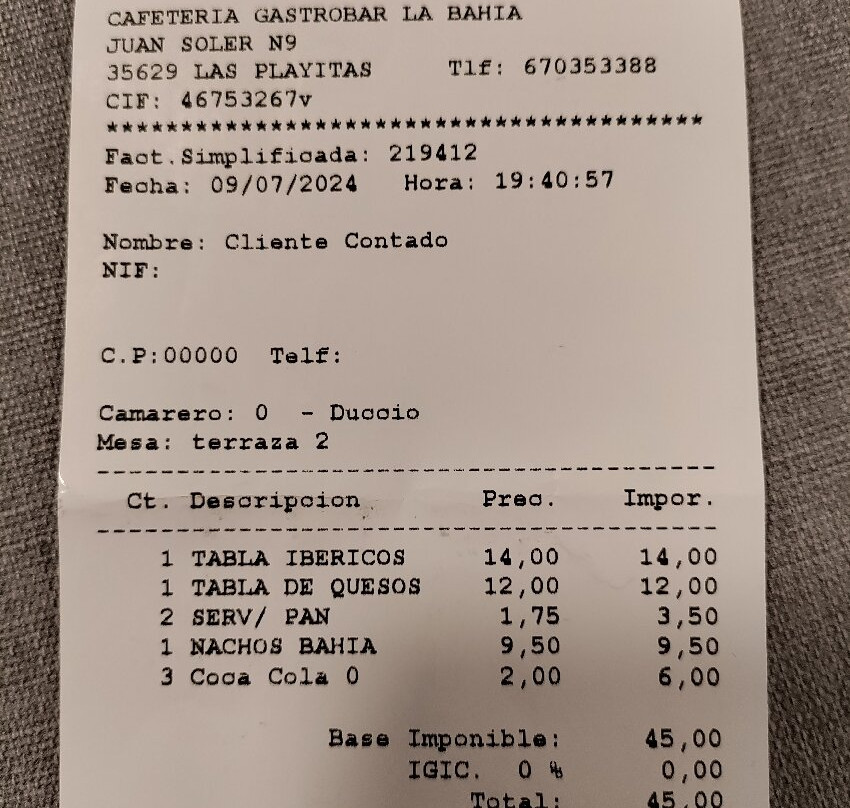 CAFETERIA GASTROBAR LA BAHIA
JUAN SOLER N9
35629 LAS PLAYITAS Tlf: 670353388
CIF: 46753267v
*****************************************
Fact.Simplificada: 219412
Fecha: 09/07/2024 Hora: 19:40:57
Nombre: Cliente Contado
NIF:
C.P:00000 Telf:
Camarero: 0 - Duccio
Mesa: terraza 2
-----------------------------------------
Ct. Descripcion Prec. Impor.
-----------------------------------------
1 TABLA IBERICOS 14,00 14,00
1 TABLA DE QUESOS 12,00 12,00
2 SERV/ PAN 1,75 3,50
1 NACHOS BAHIA 9,50 9,50
3 Coca Cola 0 2,00 6,00
Base Imponible: 45,00
IGIC. 0 % 0,00
Total: 45,00